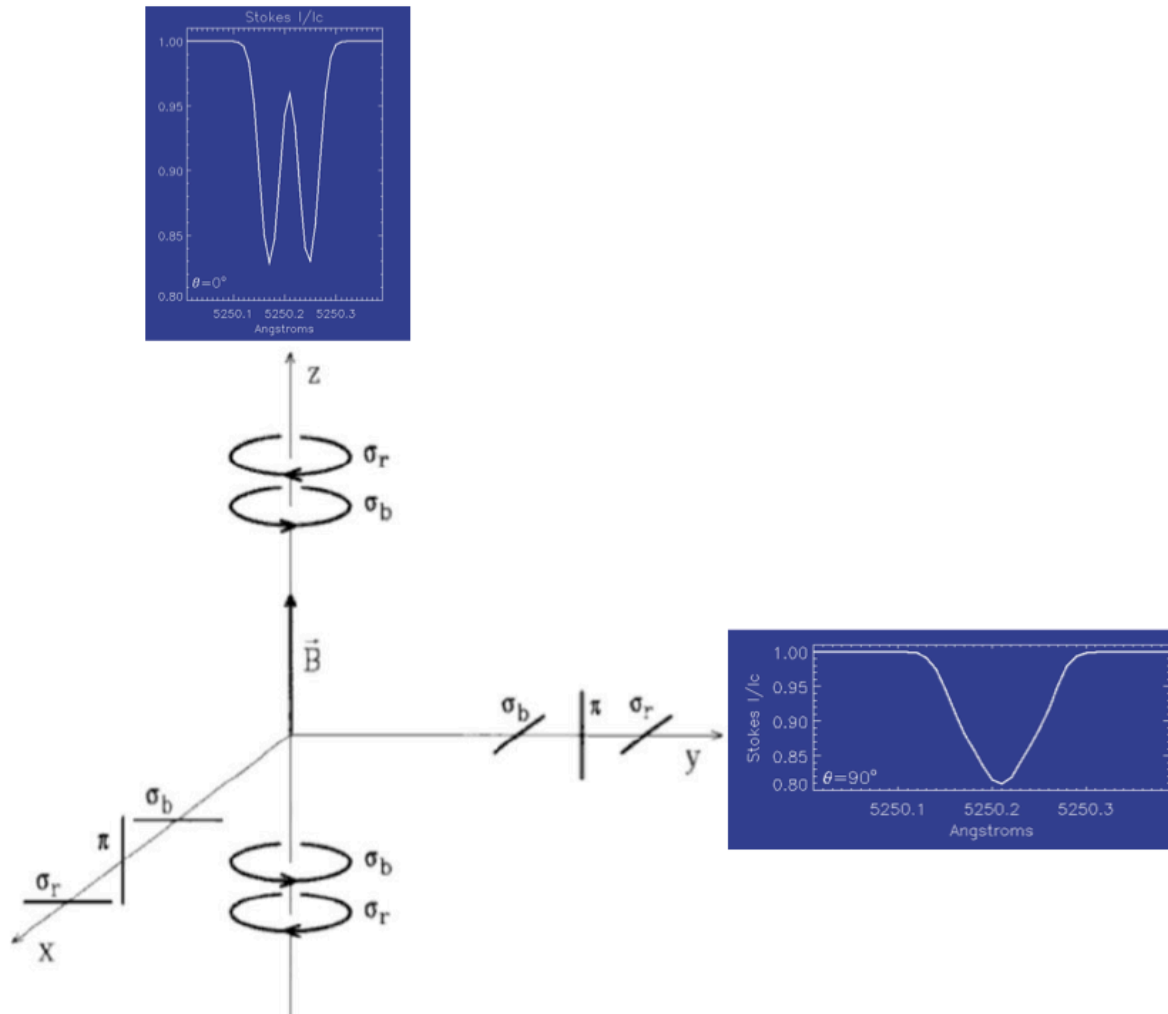 Stokes I/Ic
1.00
0.95
0.90
0.85
0.80
θ=0°
5250.1 5250.2 5250.3
Angstroms
z
σr
σb
B⃗
σb π σr
y
σb
π
σr
x
σb
σr
Stokes I/Ic
1.00
0.95
0.90
0.85
0.80
θ=90°
5250.1 5250.2 5250.3
Angstroms